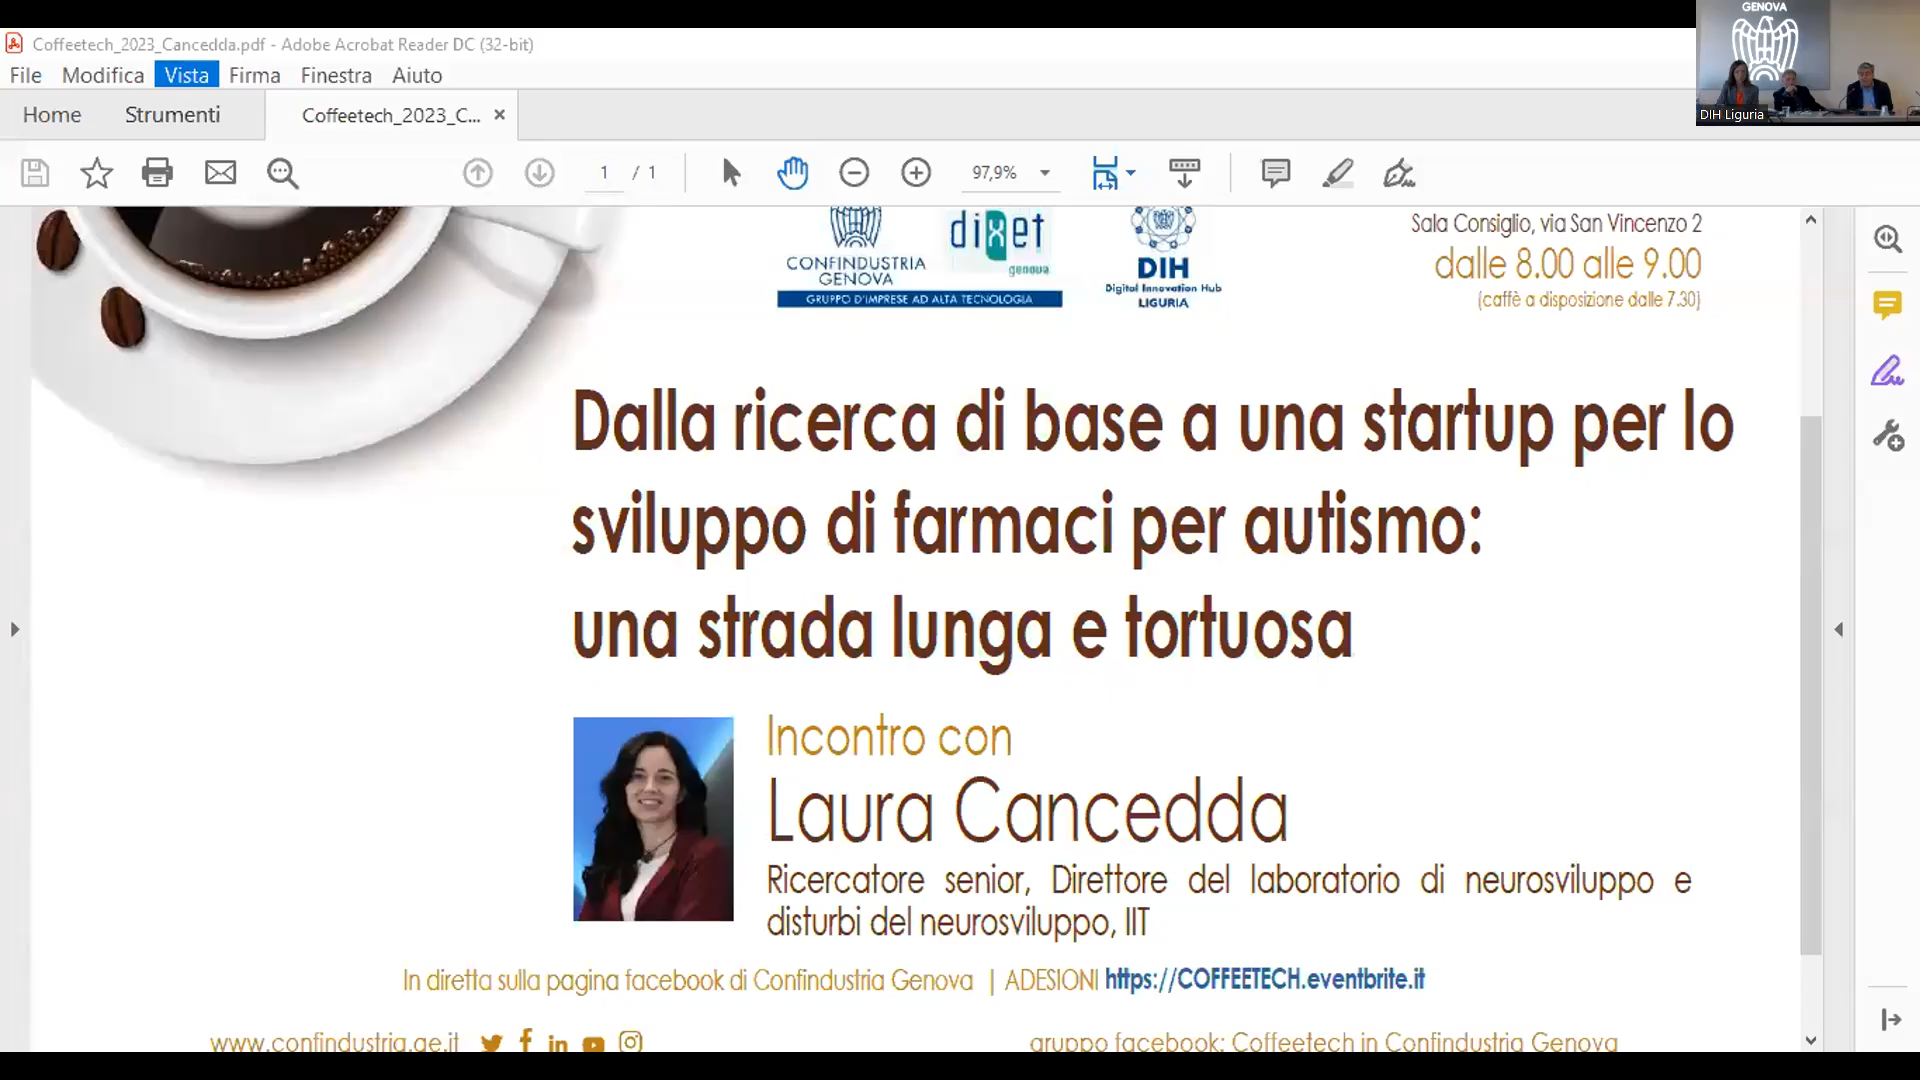 GENOVA
DIH Liguria
Coffeetech_2023_Cancedda.pdf - Adobe Acrobat Reader DC (32-bit)
File Modifica Vista Firma Finestra Aiuto
Home Strumenti Coffeetech_2023_C... ×
1 / 1 97,9%
CONFINDUSTRIA
GENOVA
dixet
genova
GRUPPO D'IMPRESE AD ALTA TECNOLOGIA
DIH
Digital Innovation Hub
LIGURIA
Sala Consiglio, via San Vincenzo 2
dalle 8.00 alle 9.00
(caffè a disposizione dalle 7.30)
Dalla ricerca di base a una startup per lo
sviluppo di farmaci per autismo:
una strada lunga e tortuosa
Incontro con
Laura Cancedda
Ricercatore senior, Direttore del laboratorio di neurosviluppo e
disturbi del neurosviluppo, IIT
In diretta sulla pagina facebook di Confindustria Genova | ADESIONI https://COFFEETECH.eventbrite.it
www.confindustria.ge.it
gruppo facebook: Coffeetech in Confindustria Genova